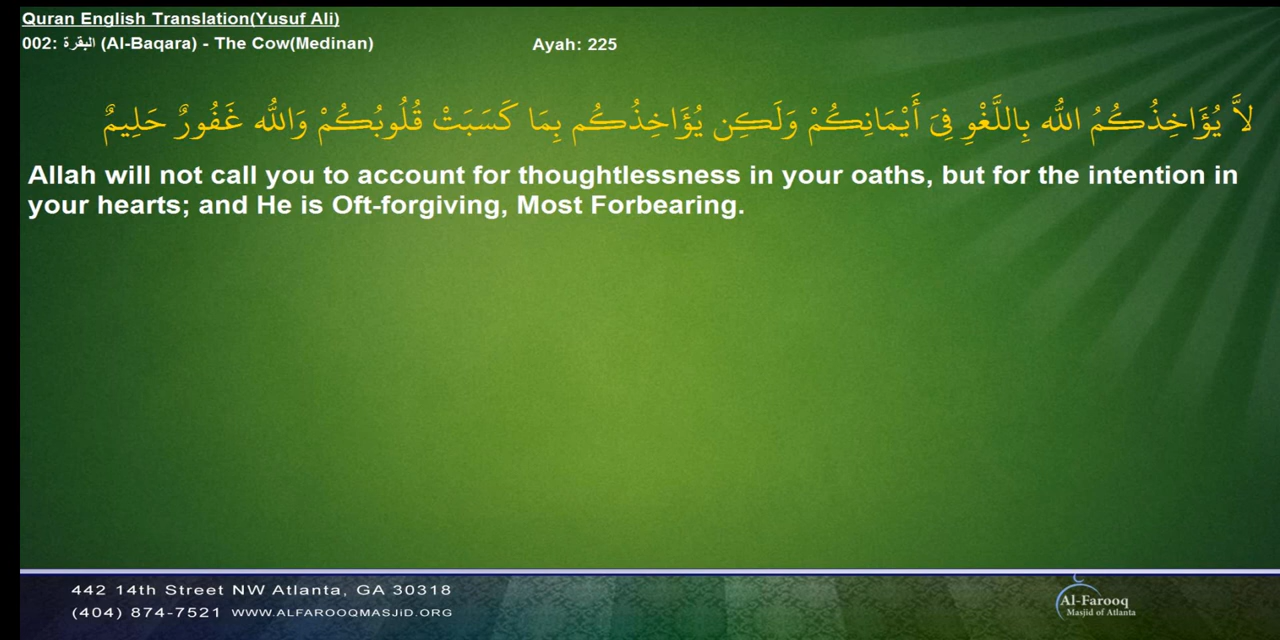 Quran English Translation(Yusuf Ali)
002: البقرة (Al-Baqara) - The Cow(Medinan)
Ayah: 225
لاَّ يُؤَاخِذُكُمُ اللّه بِاللَّغْوِ فِىَ أَيْمَانِكُمْ وَلَكِن يُؤَاخِذُكُم بِمَا كَسَبَتْ قُلُوبُكُمْ وَاللّه غَفُورٌ حَلِيمٌ
Allah will not call you to account for thoughtlessness in your oaths, but for the intention in
your hearts; and He is Oft-forgiving, Most Forbearing.
442 14th Street NW Atlanta, GA 30318
(404) 874-7521 WWW.ALFAROOQMASJiD.ORG
Al-Farooq
Masjid of Atlanta